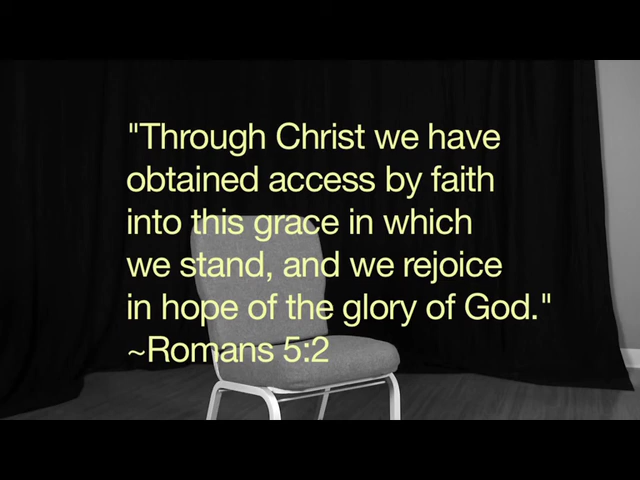 "Through Christ we have
obtained access by faith
into this grace in which
we stand, and we rejoice
in hope of the glory of God."
~Romans 5:2